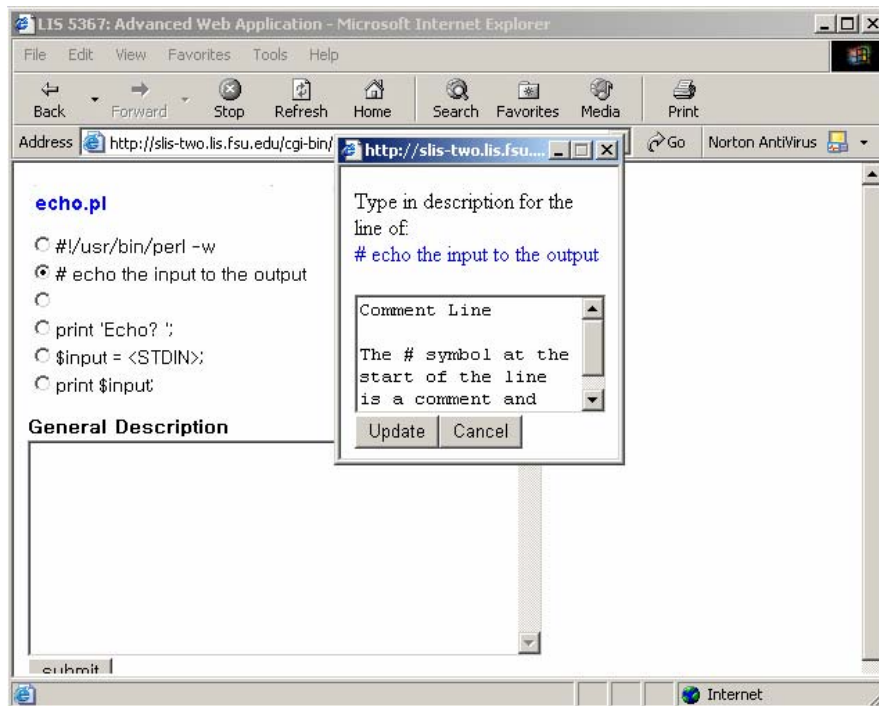 LIS 5367: Advanced Web Application - Microsoft Internet Explorer
File Edit View Favorites Tools Help
Back Forward Stop Refresh Home Search Favorites Media Print
Address http://slis-two.lis.fsu.edu/cgi-bin/ Go Norton AntiVirus
http://slis-two.lis.fsu....
echo.pl
#!/usr/bin/perl -w
# echo the input to the output
print 'Echo? ';
$input = <STDIN>;
print $input;
General Description
submit
Type in description for the
line of:
# echo the input to the output
Comment Line
The # symbol at the
start of the line
is a comment and
Update Cancel
Internet